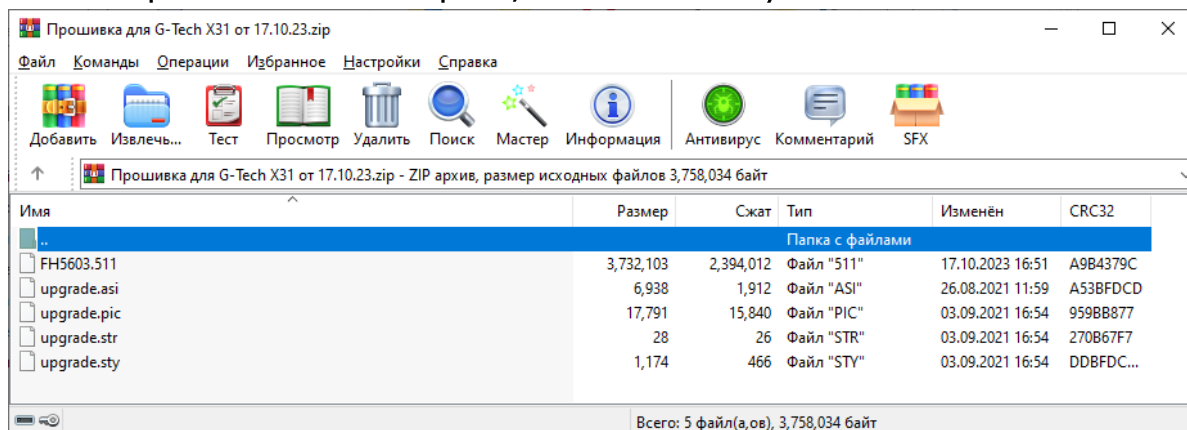 Прошивка для G-Tech X31 от 17.10.23.zip
Файл Команды Операции Избранное Настройки Справка
Добавить Извлечь... Тест Просмотр Удалить Поиск Мастер Информация Антивирус Комментарий SFX
Прошивка для G-Tech X31 от 17.10.23.zip - ZIP архив, размер исходных файлов 3,758,034 байт
Имя Размер Сжат Тип Изменён CRC32
.. Папка с файлами
FH5603.511 3,732,103 2,394,012 Файл "511" 17.10.2023 16:51 A9B4379C
upgrade.asi 6,938 1,912 Файл "ASI" 26.08.2021 11:59 A53BFDCD
upgrade.pic 17,791 15,840 Файл "PIC" 03.09.2021 16:54 959BB877
upgrade.str 28 26 Файл "STR" 03.09.2021 16:54 270B67F7
upgrade.sty 1,174 466 Файл "STY" 03.09.2021 16:54 DDBFDC...
Всего: 5 файл(а,ов), 3,758,034 байт